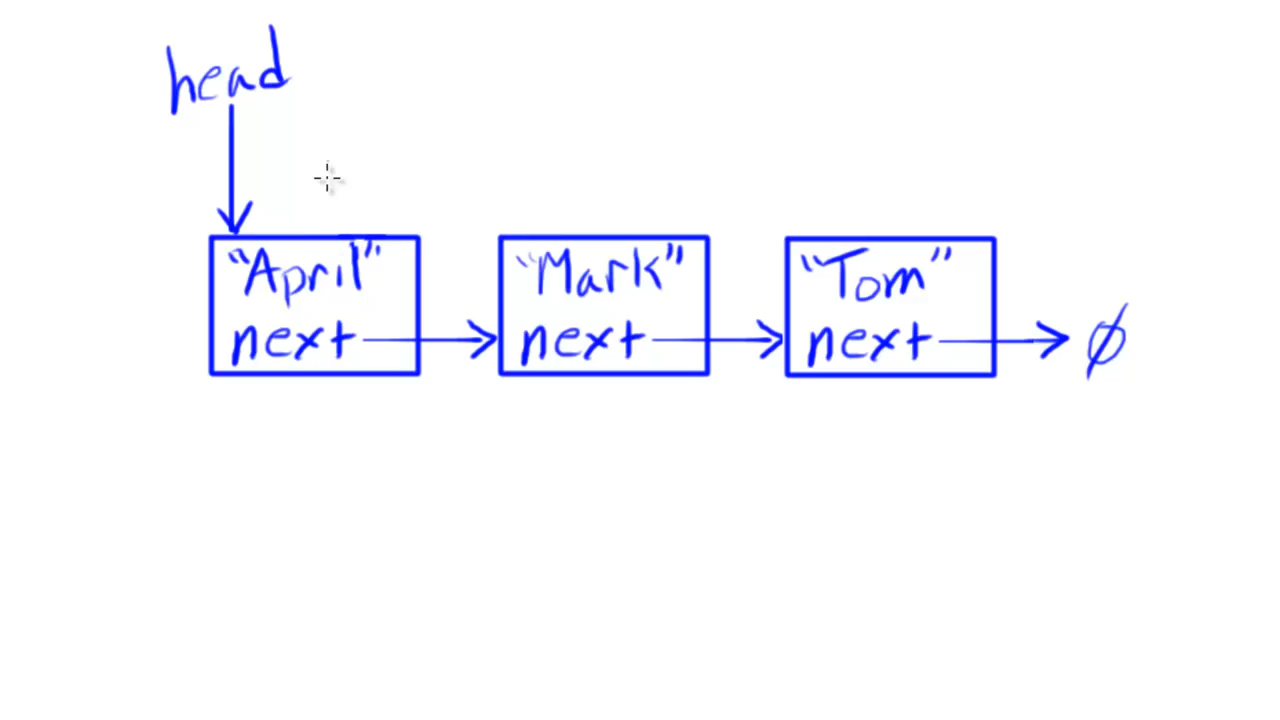 head
“April” “Mark” “Tom”
next next next ∅